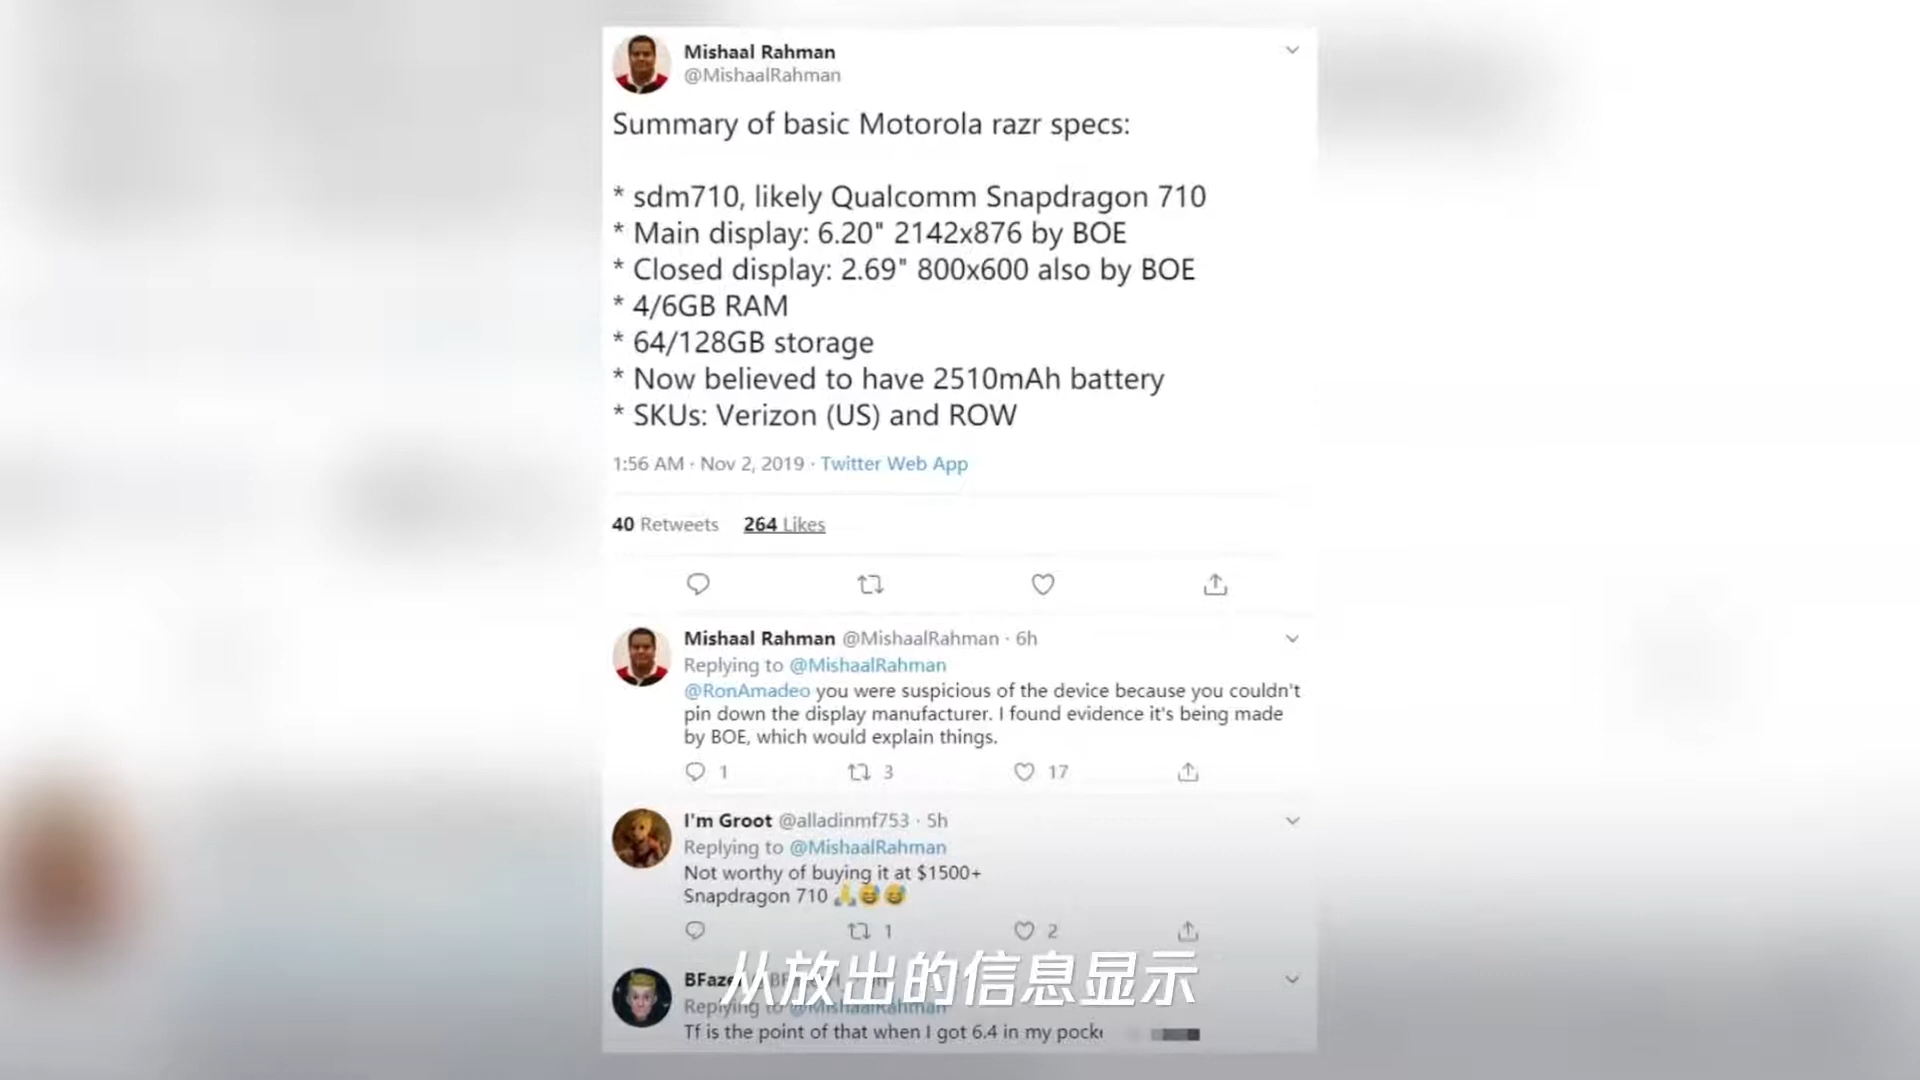 Mishaal Rahman
@MishaalRahman
Summary of basic Motorola razr specs:
* sdm710, likely Qualcomm Snapdragon 710
* Main display: 6.20" 2142x876 by BOE
* Closed display: 2.69" 800x600 also by BOE
* 4/6GB RAM
* 64/128GB storage
* Now believed to have 2510mAh battery
* SKUs: Verizon (US) and ROW
1:56 AM · Nov 2, 2019 · Twitter Web App
40 Retweets 264 Likes
Mishaal Rahman @MishaalRahman · 6h
Replying to @MishaalRahman
@RonAmadeo you were suspicious of the device because you couldn't
pin down the display manufacturer. I found evidence it's being made
by BOE, which would explain things.
1 3 17
I'm Groot @alladinmf753 · 5h
Replying to @MishaalRahman
Not worthy of buying it at $1500+
Snapdragon 710 🙏😅😅
1 2
从放出的信息显示
Replying to @MishaalRahman
Tf is the point of that when I got 6.4 in my